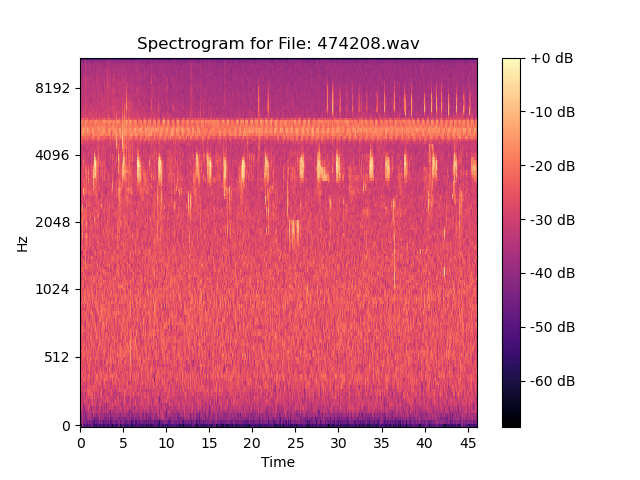 Spectrogram for File: 474208.wav
+0 dB
8192
-10 dB
4096
-20 dB
2048
-30 dB
Hz
1024
-40 dB
512
-50 dB
-60 dB
0
0 5 10 15 20 25 30 35 40 45
Time